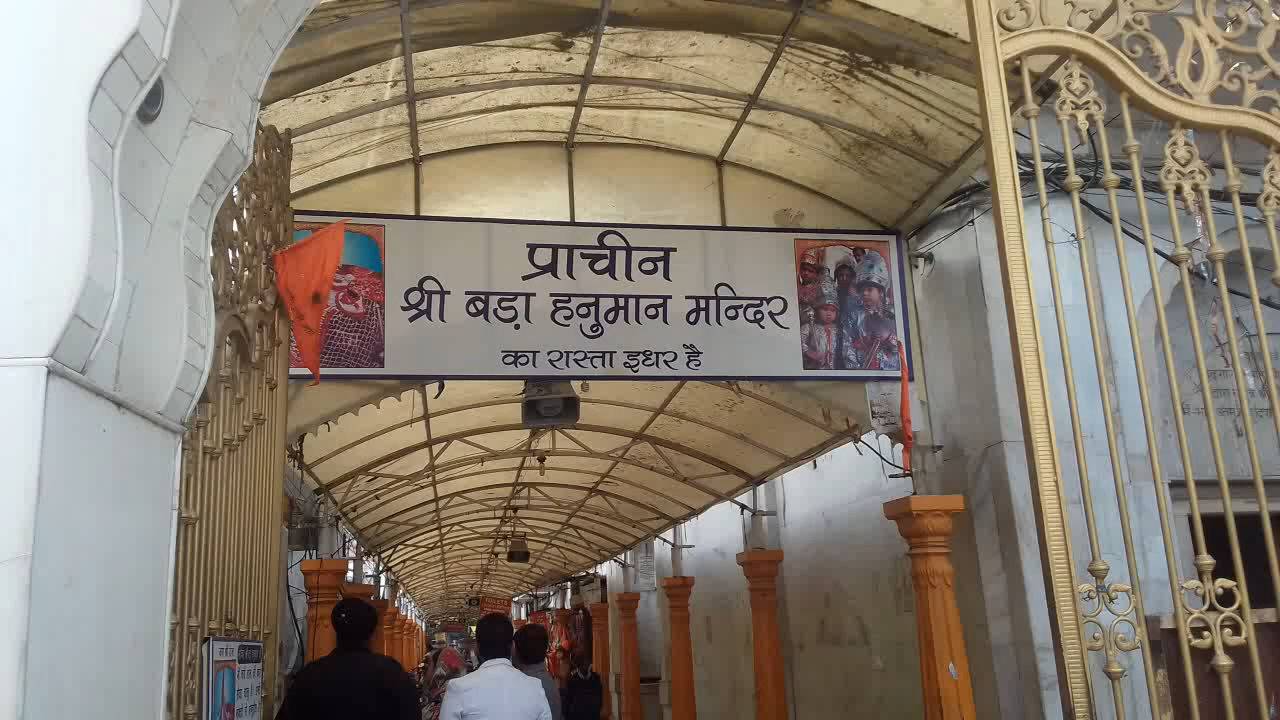 प्राचीन
श्री बड़ा हनुमान मन्दिर
का रास्ता इधर है